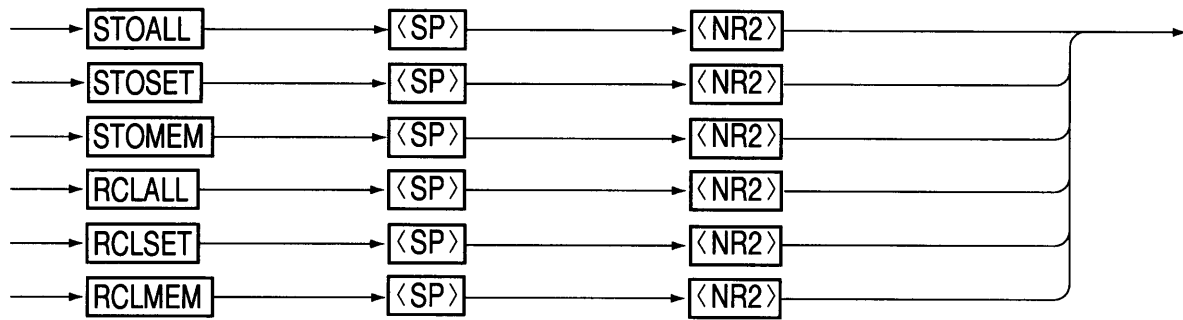 STOALL 〈SP〉 〈NR2〉
STOSET 〈SP〉 〈NR2〉
STOMEM 〈SP〉 〈NR2〉
RCLALL 〈SP〉 〈NR2〉
RCLSET 〈SP〉 〈NR2〉
RCLMEM 〈SP〉 〈NR2〉